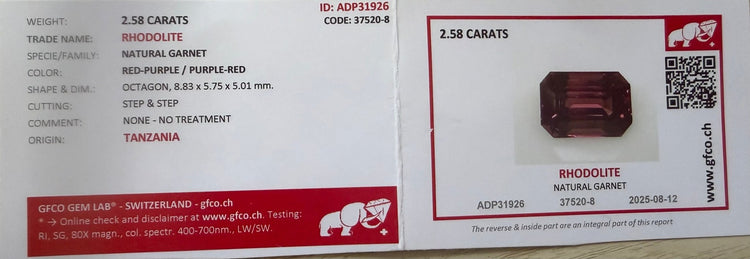 ID: ADP31926
WEIGHT: 2.58 CARATS CODE: 37520-8
TRADE NAME: RHODOLITE
SPECIE/FAMILY: NATURAL GARNET
COLOR: RED-PURPLE / PURPLE-RED
SHAPE & DIM.: OCTAGON, 8.83 x 5.75 x 5.01 mm.
CUTTING: STEP & STEP
COMMENT: NONE - NO TREATMENT
ORIGIN: TANZANIA
GFCO GEM LAB® - SWITZERLAND - gfco.ch
* → Online check and disclaimer at www.gfco.ch. Testing:
RI, SG, 80X magn., col. spectr. 400-700nm., LW/SW.
2.58 CARATS
www.gfco.ch
RHODOLITE
NATURAL GARNET
ADP31926 37520-8 2025-08-12
The reverse & inside part are an integral part of this report